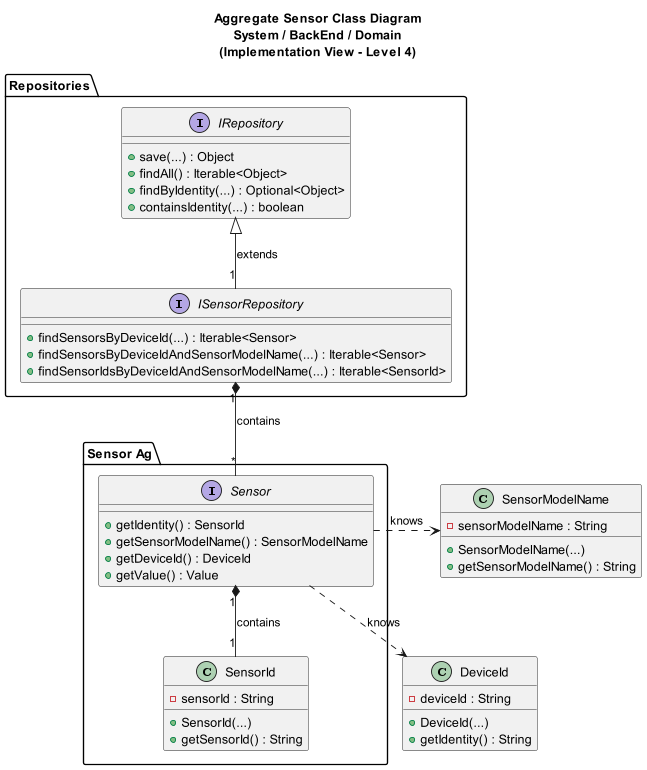 Aggregate Sensor Class Diagram
System / BackEnd / Domain
(Implementation View - Level 4)
Repositories
I IRepository
save(...) : Object
findAll() : Iterable<Object>
findByIdentity(...) : Optional<Object>
containsIdentity(...) : boolean
extends
1
I ISensorRepository
findSensorsByDeviceId(...) : Iterable<Sensor>
findSensorsByDeviceIdAndSensorModelName(...) : Iterable<Sensor>
findSensorIdsByDeviceIdAndSensorModelName(...) : Iterable<SensorId>
1
contains
*
Sensor Ag
I Sensor
getIdentity() : SensorId
getSensorModelName() : SensorModelName
getDeviceId() : DeviceId
getValue() : Value
knows
C SensorModelName
sensorModelName : String
SensorModelName(...)
getSensorModelName() : String
1
contains
1
knows
C SensorId
sensorId : String
SensorId(...)
getSensorId() : String
C DeviceId
deviceId : String
DeviceId(...)
getIdentity() : String